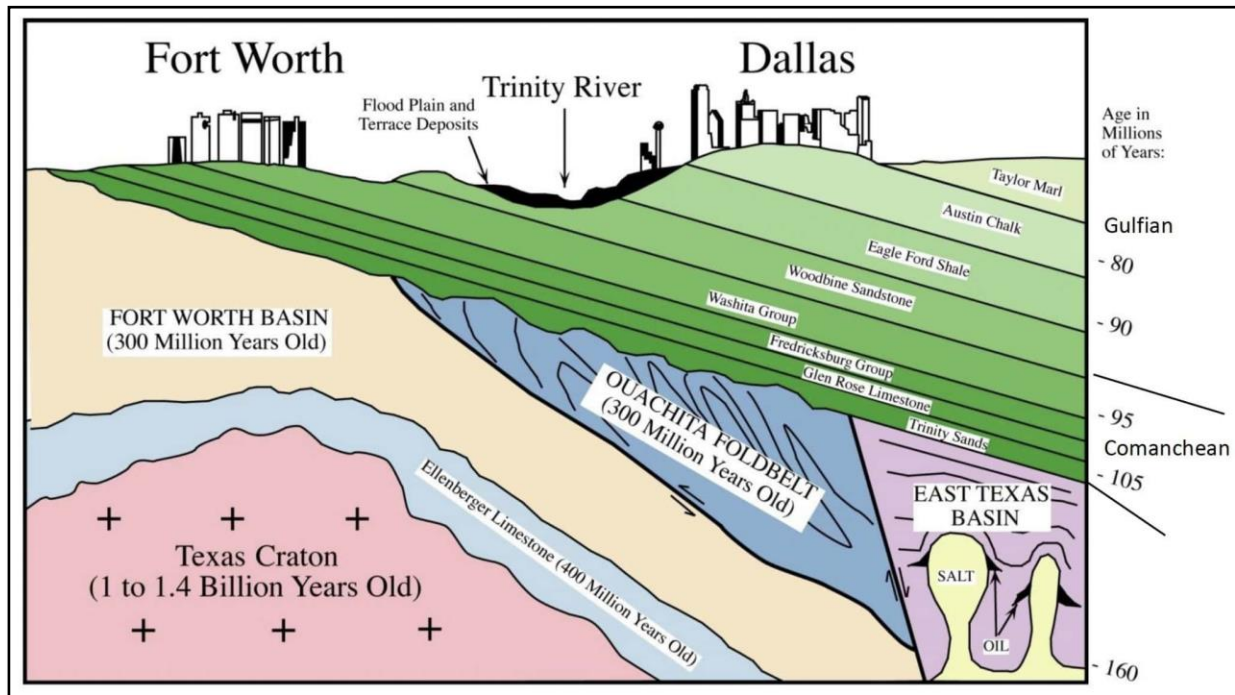 Fort Worth
Dallas
Trinity River
Flood Plain and
Terrace Deposits
Age in
Millions
of Years:
Taylor Marl
Austin Chalk
Gulfian
Eagle Ford Shale
- 80
Woodbine Sandstone
Washita Group
- 90
FORT WORTH BASIN
(300 Million Years Old)
Fredricksburg Group
Glen Rose Limestone
OUACHITA FOLDBELT
(300 Million Years Old)
- 95
Trinity Sands
Comanchean
- 105
Ellenberger Limestone (400 Million Years Old)
EAST TEXAS
BASIN
Texas Craton
(1 to 1.4 Billion Years Old)
SALT
OIL
- 160